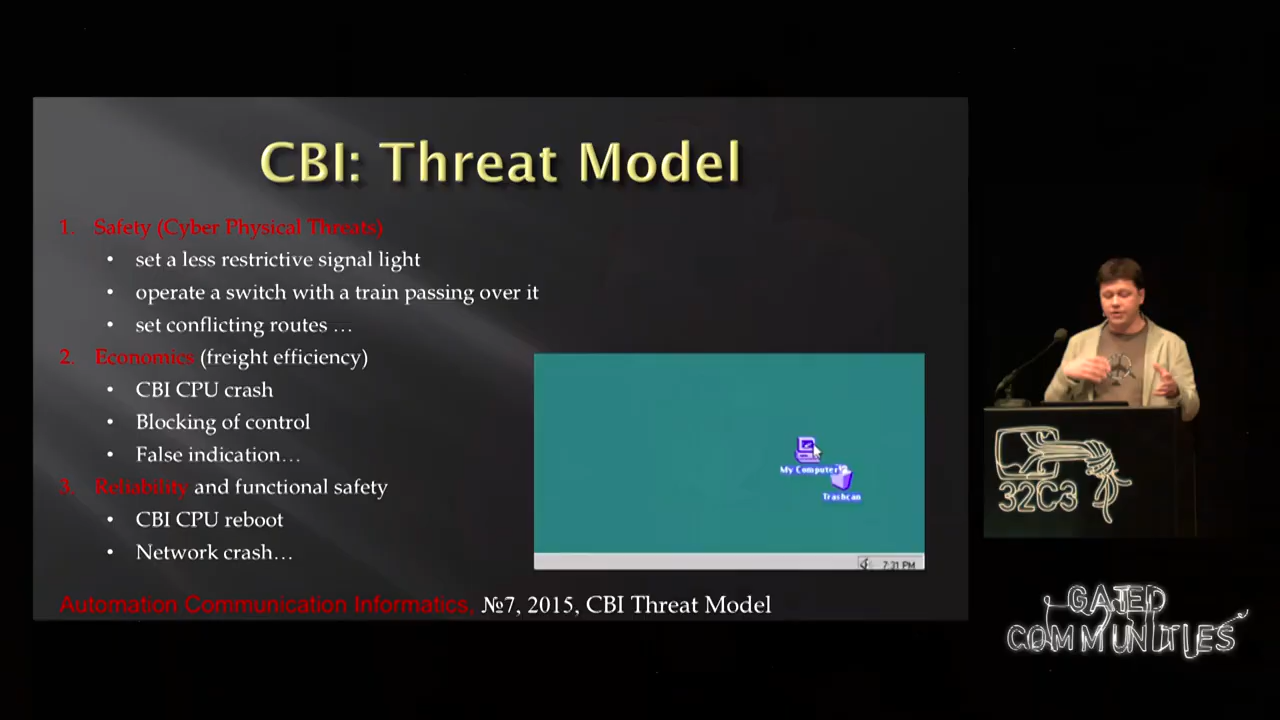 CBI: Threat Model
1. Safety (Cyber Physical Threats)
• set a less restrictive signal light
• operate a switch with a train passing over it
• set conflicting routes …
2. Economics (freight efficiency)
• CBI CPU crash
• Blocking of control
• False indication…
3. Reliability and functional safety
• CBI CPU reboot
• Network crash…
My Computer
Trashcan
7:31 PM
Automation Communication Informatics, №7, 2015, CBI Threat Model
32C3
GATED
COMMUNITIES